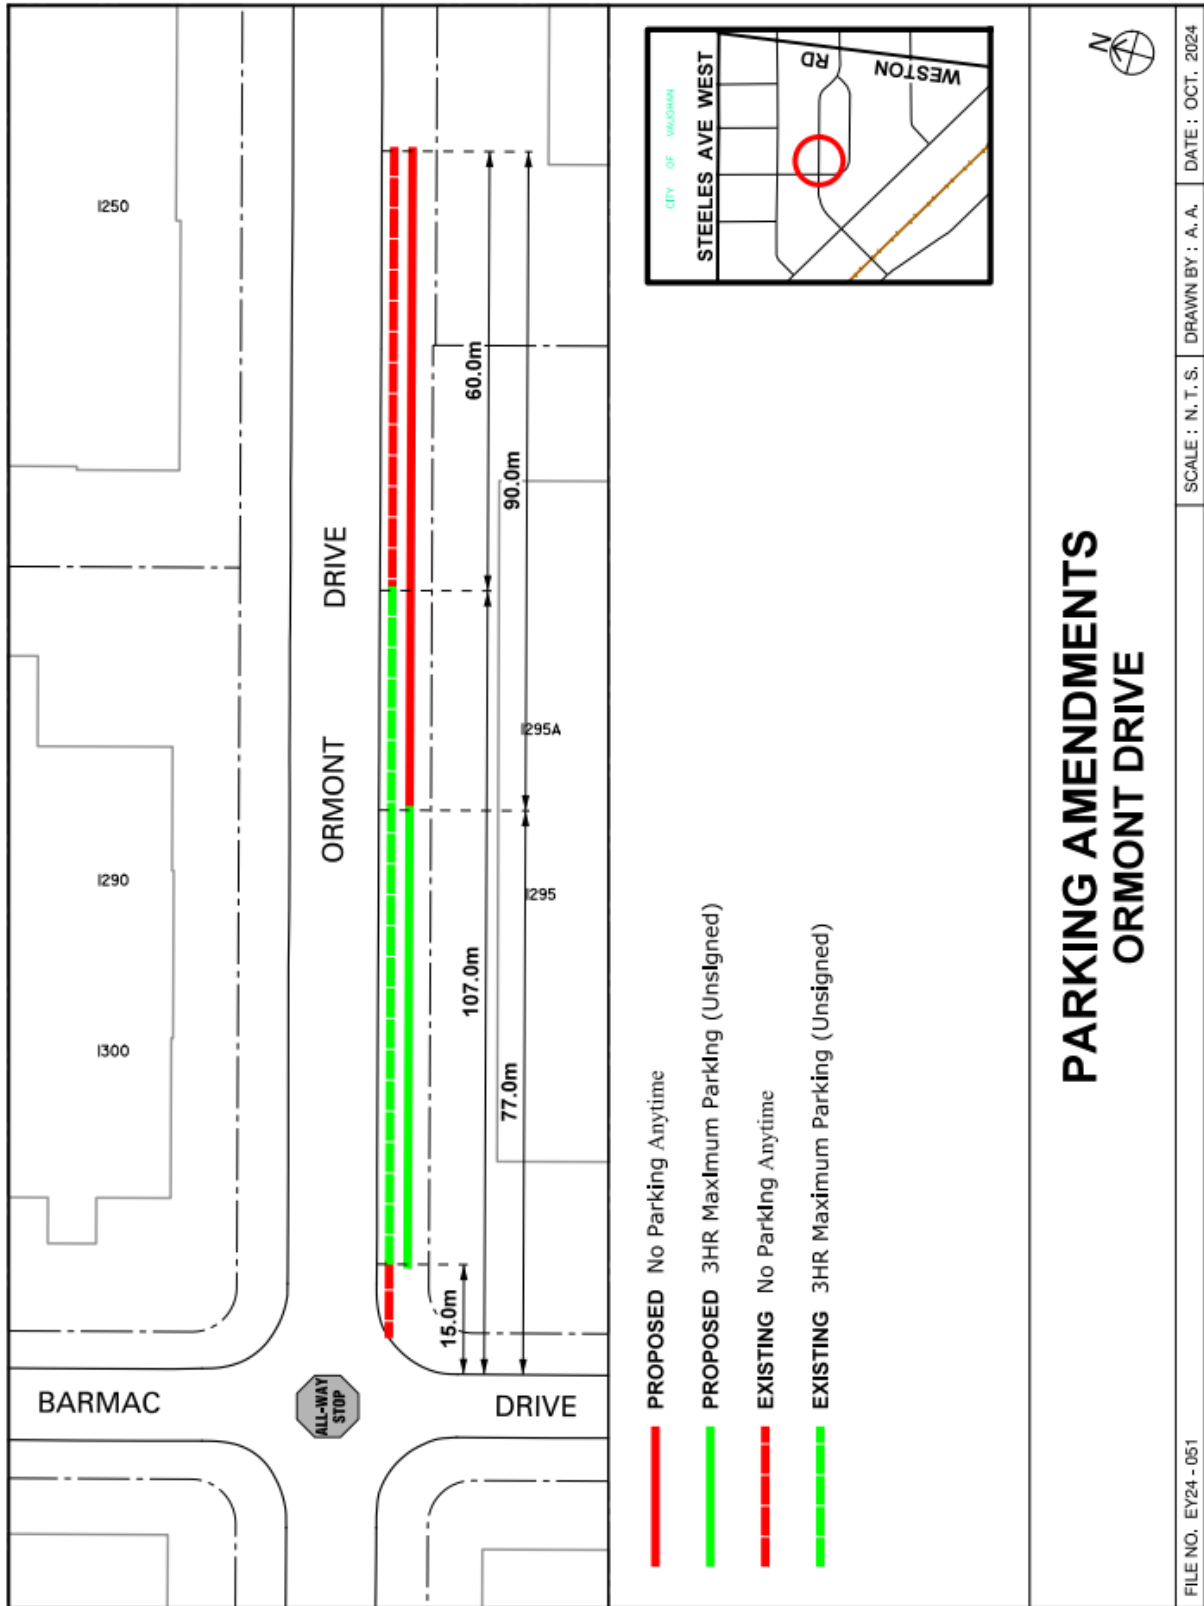 1250
1290
1300
ORMONT DRIVE
60.0m
90.0m
1295A
1295
107.0m
77.0m
15.0m
BARMAC DRIVE
ALL-WAY
STOP
CITY OF VAUGHAN
STEELES AVE WEST
WESTON
RD
PROPOSED No Parking Anytime
PROPOSED 3HR Maximum Parking (Unsigned)
EXISTING No Parking Anytime
EXISTING 3HR Maximum Parking (Unsigned)
N
PARKING AMENDMENTS
ORMONT DRIVE
FILE NO. EY24-051
SCALE : N.T.S.
DRAWN BY : A.A.
DATE : OCT. 2024